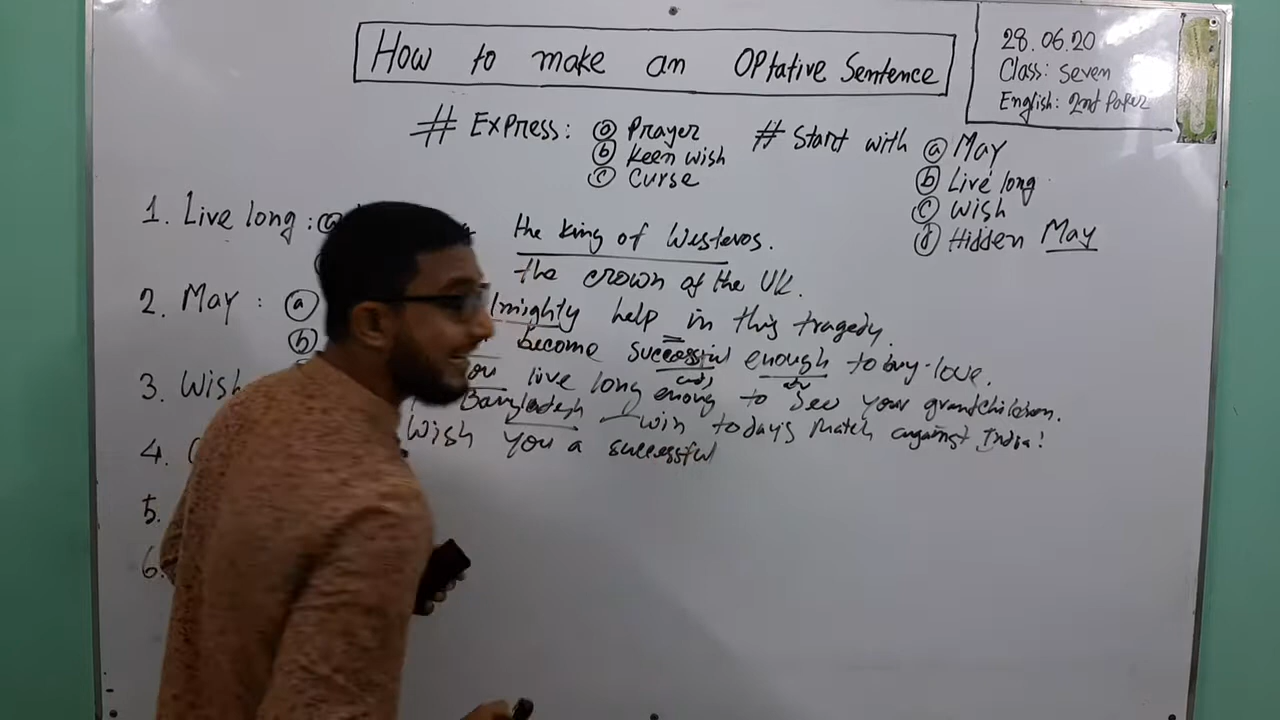 How to make an Optative Sentence
28.06.20
Class: Seven
English: 2nd Paper
# Express: (a) Prayer
(b) Keen wish
(c) Curse
# Start with (a) May
(b) Live long
(c) Wish
(d) Hidden May
1. Live long: (a) the king of Westeros.
the crown of the UK.
2. May: (a) lmighty help in this tragedy.
(b) become successful enough to buy love.
3. Wish ou live long enoug to see your grandchildren.
Bangladesh win today's match against India!
4. Wish you a successful
5.
6.